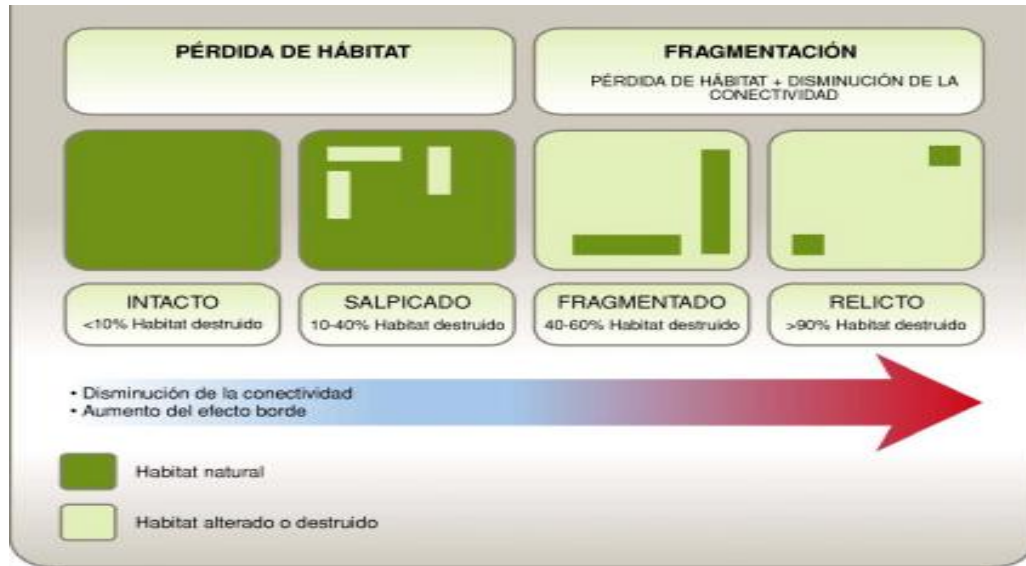 PÉRDIDA DE HÁBITAT
FRAGMENTACIÓN
PÉRDIDA DE HÁBITAT + DISMINUCIÓN DE LA
CONECTIVIDAD
INTACTO
<10% Habitat destruido
SALPICADO
10-40% Habitat destruido
FRAGMENTADO
40-60% Habitat destruido
RELICTO
>90% Habitat destruido
• Disminución de la conectividad
• Aumento del efecto borde
Habitat natural
Habitat alterado o destruido